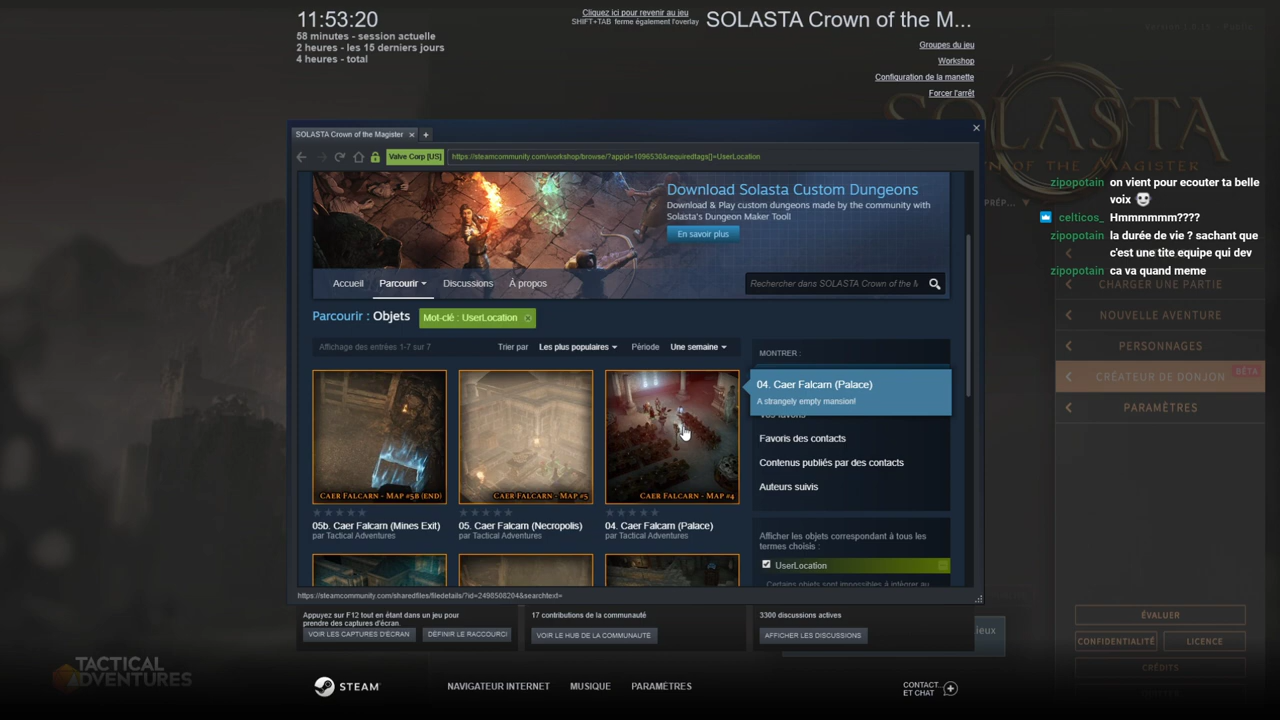 11:53:20
58 minutes - session actuelle
2 heures - les 15 derniers jours
4 heures - total
Cliquez ici pour revenir au jeu
SHIFT+TAB ferme également l'overlay
SOLASTA Crown of the M...
Groupes du jeu
Workshop
Configuration de la manette
Forcer l'arrêt
SOLASTA
OF THE MAGISTER
SOLASTA Crown of the Magister
Valve Corp [US]
https://steamcommunity.com/workshop/browse/?appid=1096530&requiredtags[]=UserLocation
Download Solasta Custom Dungeons
Download & Play custom dungeons made by the community with
Solasta's Dungeon Maker Tool!
En savoir plus
Accueil
Parcourir
Discussions
À propos
Rechercher dans SOLASTA Crown of the M
Parcourir : Objets
Mot-clé : UserLocation
Affichage des entrées 1-7 sur 7
Trier par
Les plus populaires
Période
Une semaine
MONTRER :
04. Caer Falcarn (Palace)
A strangely empty mansion!
Vos favoris
Favoris des contacts
Contenus publiés par des contacts
Auteurs suivis
CAER FALCARN - MAP #5B (END)
CAER FALCARN - MAP #5
CAER FALCARN - MAP #4
05b. Caer Falcarn (Mines Exit)
par Tactical Adventures
05. Caer Falcarn (Necropolis)
par Tactical Adventures
04. Caer Falcarn (Palace)
par Tactical Adventures
Afficher les objets correspondant à tous les
termes choisis :
UserLocation
Certains objets sont impossibles à intégrer au
https://steamcommunity.com/sharedfiles/filedetails/?id=2498508204&searchtext=
Appuyez sur F12 tout en étant dans un jeu pour
prendre des captures d'écran.
VOIR LES CAPTURES D'ÉCRAN
DÉFINIR LE RACCOURCI
17 contributions de la communauté
VOIR LE HUB DE LA COMMUNAUTÉ
3300 discussions actives
AFFICHER LES DISCUSSIONS
zipopotain on vient pour ecouter ta belle
voix
celticos_ Hmmmmmm????
zipopotain la durée de vie ? sachant que
c'est une tite equipe qui dev
zipopotain ca va quand meme
CHARGER UNE PARTIE
NOUVELLE AVENTURE
PERSONNAGES
CRÉATEUR DE DONJON
BÊTA
PARAMÈTRES
ÉVALUER
CONFIDENTIALITÉ
LICENCE
CRÉDITS
TACTICAL
ADVENTURES
STEAM
NAVIGATEUR INTERNET
MUSIQUE
PARAMÈTRES
CONTACT...
ET CHAT